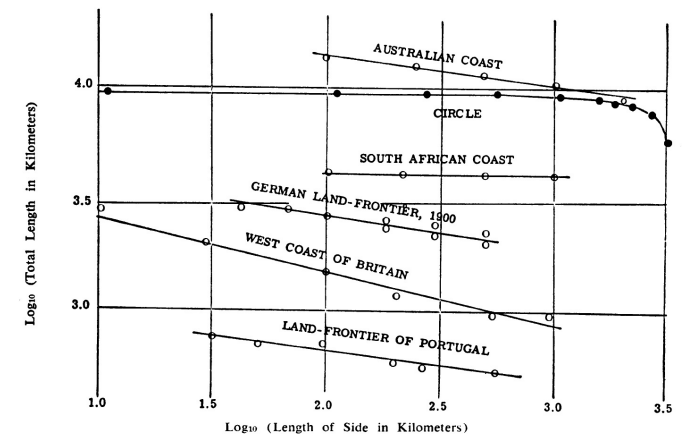 AUSTRALIAN COAST
4.0
CIRCLE
SOUTH AFRICAN COAST
GERMAN LAND-FRONTIER, 1900
3.5
WEST COAST OF BRITAIN
3.0
LAND-FRONTIER OF PORTUGAL
Log₁₀ (Total Length in Kilometers)
1.0 1.5 2.0 2.5 3.0 3.5
Log₁₀ (Length of Side in Kilometers)